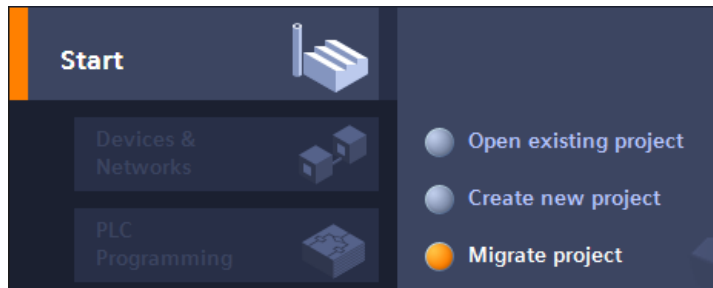 Start
Devices &
Networks
PLC
Programming
Open existing project
Create new project
Migrate project